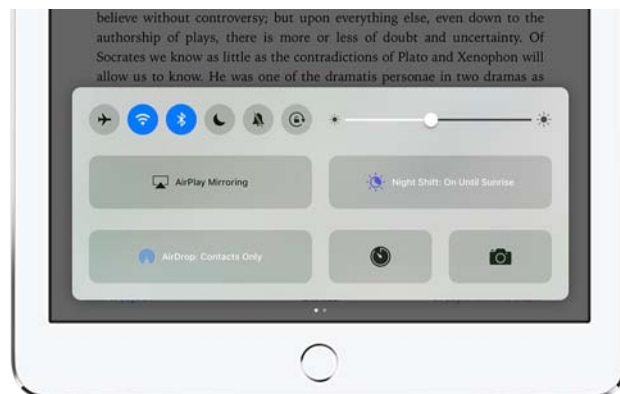 believe without controversy; but upon everything else, even down to the
authorship of plays, there is more or less of doubt and uncertainty. Of
Socrates we know as little as the contradictions of Plato and Xenophon will
allow us to know. He was one of the dramatis personae in two dramas as
AirPlay Mirroring
Night Shift: On Until Sunrise
AirDrop: Contacts Only